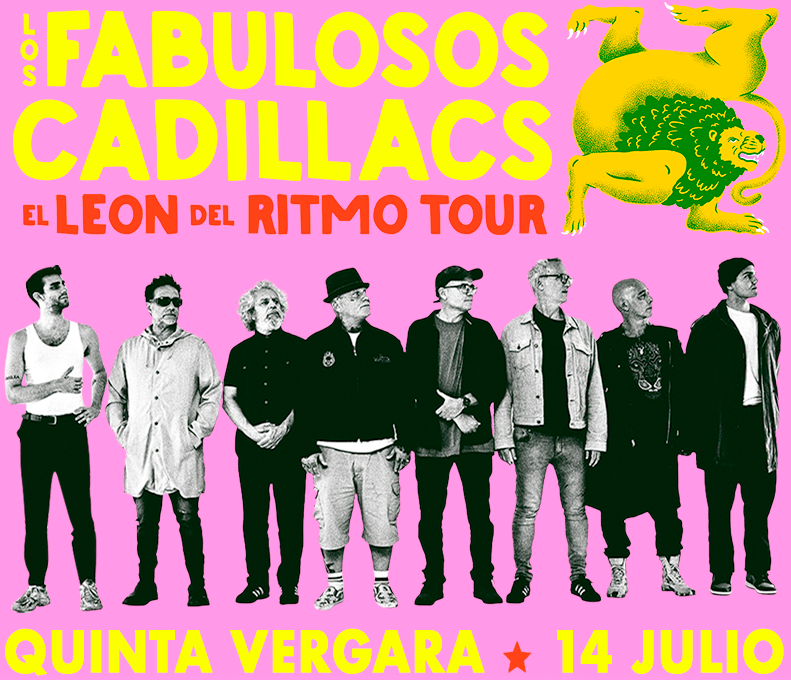 LOS FABULOSOS
CADILLACS
EL LEON DEL RITMO TOUR
QUINTA VERGARA ★ 14 JULIO